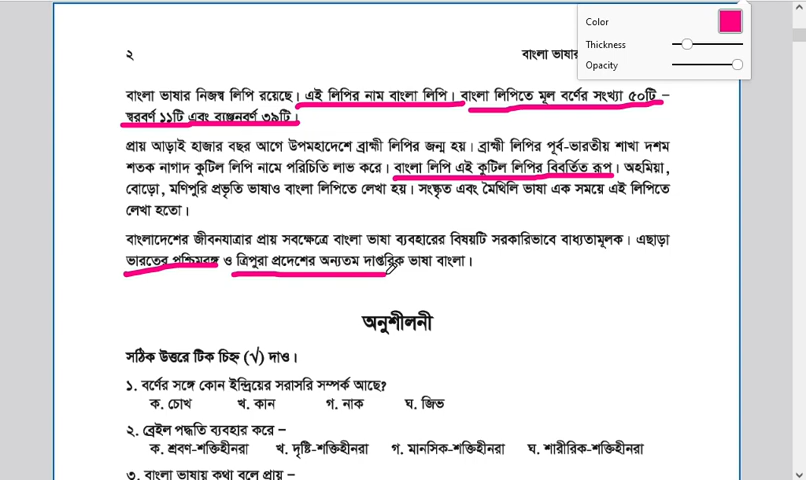 Color
Thickness
Opacity
২ বাংলা ভাষার
বাংলা ভাষার নিজস্ব লিপি রয়েছে। এই লিপির নাম বাংলা লিপি। বাংলা লিপিতে মূল বর্ণের সংখ্যা ৫০টি –
স্বরবর্ণ ১১টি এবং ব্যঞ্জনবর্ণ ৩৯টি।
প্রায় আড়াই হাজার বছর আগে উপমহাদেশে ব্রাহ্মী লিপির জন্ম হয়। ব্রাহ্মী লিপির পূর্ব-ভারতীয় শাখা দশম
শতক নাগাদ কুটিল লিপি নামে পরিচিতি লাভ করে। বাংলা লিপি এই কুটিল লিপির বিবর্তিত রূপ। অহমিয়া,
বোড়ো, মণিপুরি প্রভৃতি ভাষাও বাংলা লিপিতে লেখা হয়। সংস্কৃত এবং মৈথিলি ভাষা এক সময়ে এই লিপিতে
লেখা হতো।
বাংলাদেশের জীবনযাত্রার প্রায় সবক্ষেত্রে বাংলা ভাষা ব্যবহারের বিষয়টি সরকারিভাবে বাধ্যতামূলক। এছাড়া
ভারতের পশ্চিমবঙ্গ ও ত্রিপুরা প্রদেশের অন্যতম দাপ্তরিক ভাষা বাংলা।
অনুশীলনী
সঠিক উত্তরে টিক চিহ্ন (√) দাও।
১. বর্ণের সঙ্গে কোন ইন্দ্রিয়ের সরাসরি সম্পর্ক আছে?
ক. চোখ খ. কান গ. নাক ঘ. জিভ
২. ব্রেইল পদ্ধতি ব্যবহার করে –
ক. শ্রবণ-শক্তিহীনরা খ. দৃষ্টি-শক্তিহীনরা গ. মানসিক-শক্তিহীনরা ঘ. শারীরিক-শক্তিহীনরা
৩. বাংলা ভাষায় কথা বলে প্রায় –